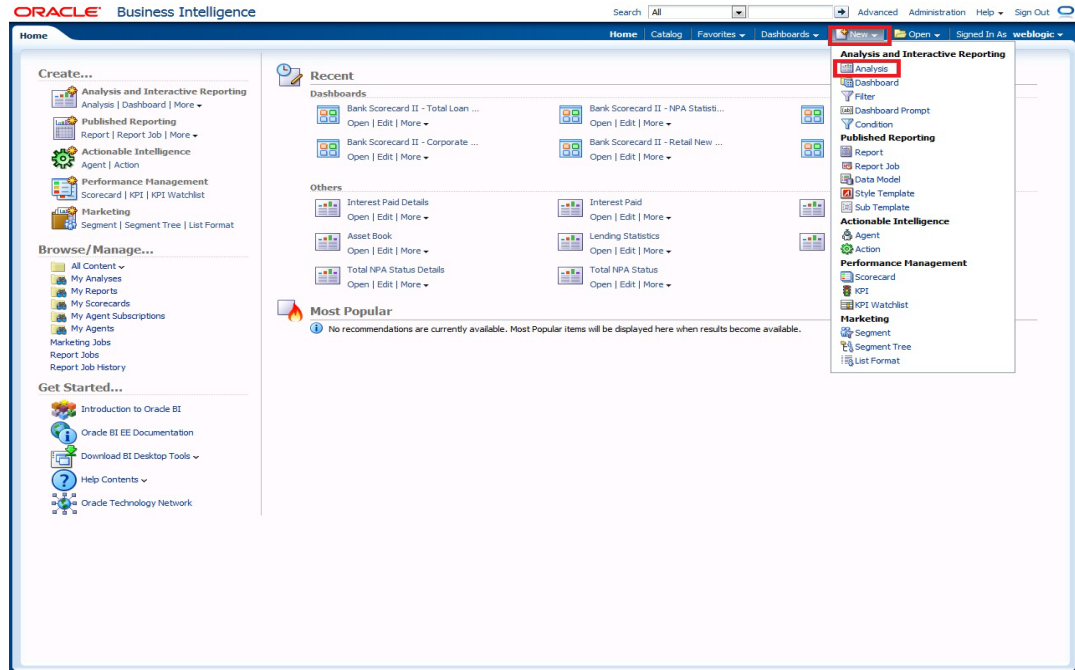 ORACLE Business Intelligence
Search All Advanced Administration Help Sign Out
Home
Home Catalog Favorites Dashboards New Open Signed In As weblogic
Create...
Analysis and Interactive Reporting
Analysis | Dashboard | More
Published Reporting
Report | Report Job | More
Actionable Intelligence
Agent | Action
Performance Management
Scorecard | KPI | KPI Watchlist
Marketing
Segment | Segment Tree | List Format
Browse/Manage...
All Content
My Analyses
My Reports
My Scorecards
My Agent Subscriptions
My Agents
Marketing Jobs
Report Jobs
Report Job History
Get Started...
Introduction to Oracle BI
Oracle BI EE Documentation
Download BI Desktop Tools
Help Contents
Oracle Technology Network
Recent
Dashboards
Bank Scorecard II - Total Loan ...
Open | Edit | More
Bank Scorecard II - NPA Statisti...
Open | Edit | More
Bank Scorecard II - Corporate ...
Open | Edit | More
Bank Scorecard II - Retail New ...
Open | Edit | More
Others
Interest Paid Details
Open | Edit | More
Interest Paid
Open | Edit | More
Asset Book
Open | Edit | More
Lending Statistics
Open | Edit | More
Total NPA Status Details
Open | Edit | More
Total NPA Status
Open | Edit | More
Most Popular
No recommendations are currently available. Most Popular items will be displayed here when results become available.
Analysis and Interactive Reporting
Analysis
Dashboard
Filter
Dashboard Prompt
Condition
Published Reporting
Report
Report Job
Data Model
Style Template
Sub Template
Actionable Intelligence
Agent
Action
Performance Management
Scorecard
KPI
KPI Watchlist
Marketing
Segment
Segment Tree
List Format